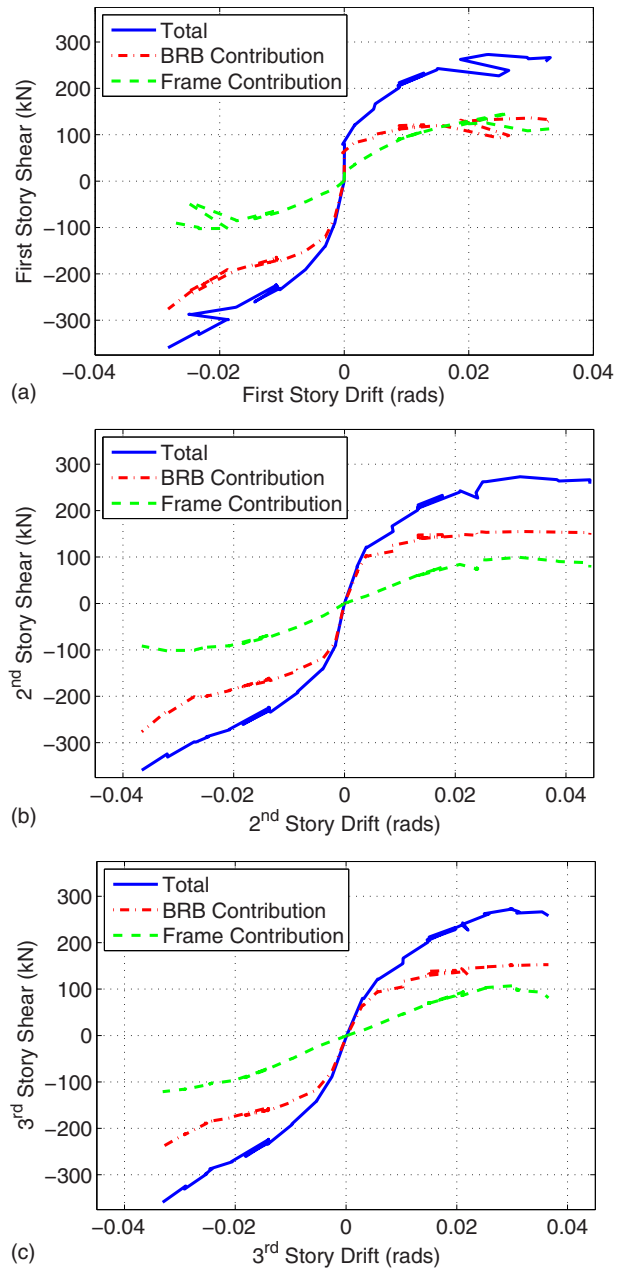 Total
BRB Contribution
Frame Contribution
300
200
100
0
−100
−200
−300
First Story Shear (kN)
−0.04
−0.02
0
0.02
0.04
First Story Drift (rads)
(a)
Total
BRB Contribution
Frame Contribution
300
200
100
0
−100
−200
−300
2nd Story Shear (kN)
−0.04
−0.02
0
0.02
0.04
2nd Story Drift (rads)
(b)
Total
BRB Contribution
Frame Contribution
300
200
100
0
−100
−200
−300
3rd Story Shear (kN)
−0.04
−0.02
0
0.02
0.04
3rd Story Drift (rads)
(c)